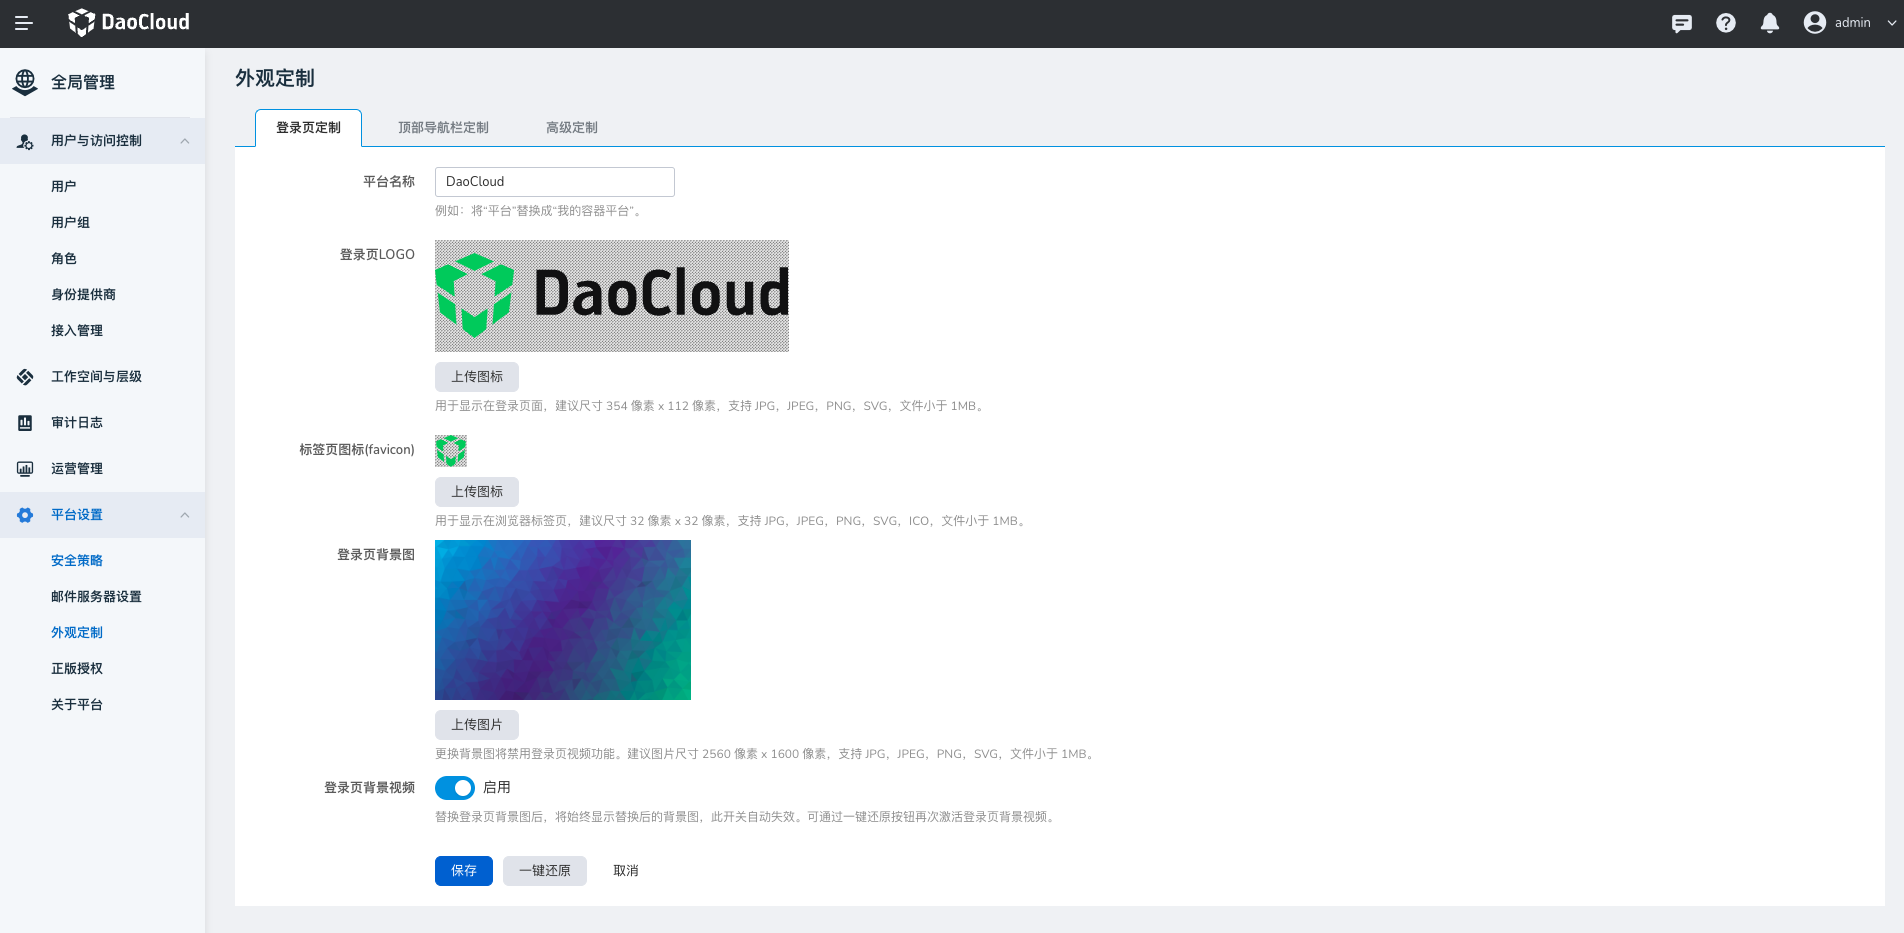 DaoCloud
admin
全局管理
用户与访问控制
用户
用户组
角色
身份提供商
接入管理
工作空间与层级
审计日志
运营管理
平台设置
安全策略
邮件服务器设置
外观定制
正版授权
关于平台
外观定制
登录页定制
顶部导航栏定制
高级定制
平台名称
DaoCloud
例如：将“平台”替换成“我的容器平台”。
登录页LOGO
DaoCloud
上传图标
用于显示在登录页面，建议尺寸 354 像素 x 112 像素，支持 JPG，JPEG，PNG，SVG，文件小于 1MB。
标签页图标(favicon)
上传图标
用于显示在浏览器标签页，建议尺寸 32 像素 x 32 像素，支持 JPG，JPEG，PNG，SVG，ICO，文件小于 1MB。
登录页背景图
上传图片
更换背景图将禁用登录页视频功能。建议图片尺寸 2560 像素 x 1600 像素，支持 JPG，JPEG，PNG，SVG，文件小于 1MB。
登录页背景视频
启用
替换登录页背景图后，将始终显示替换后的背景图，此开关自动失效。可通过一键还原按钮再次激活登录页背景视频。
保存
一键还原
取消